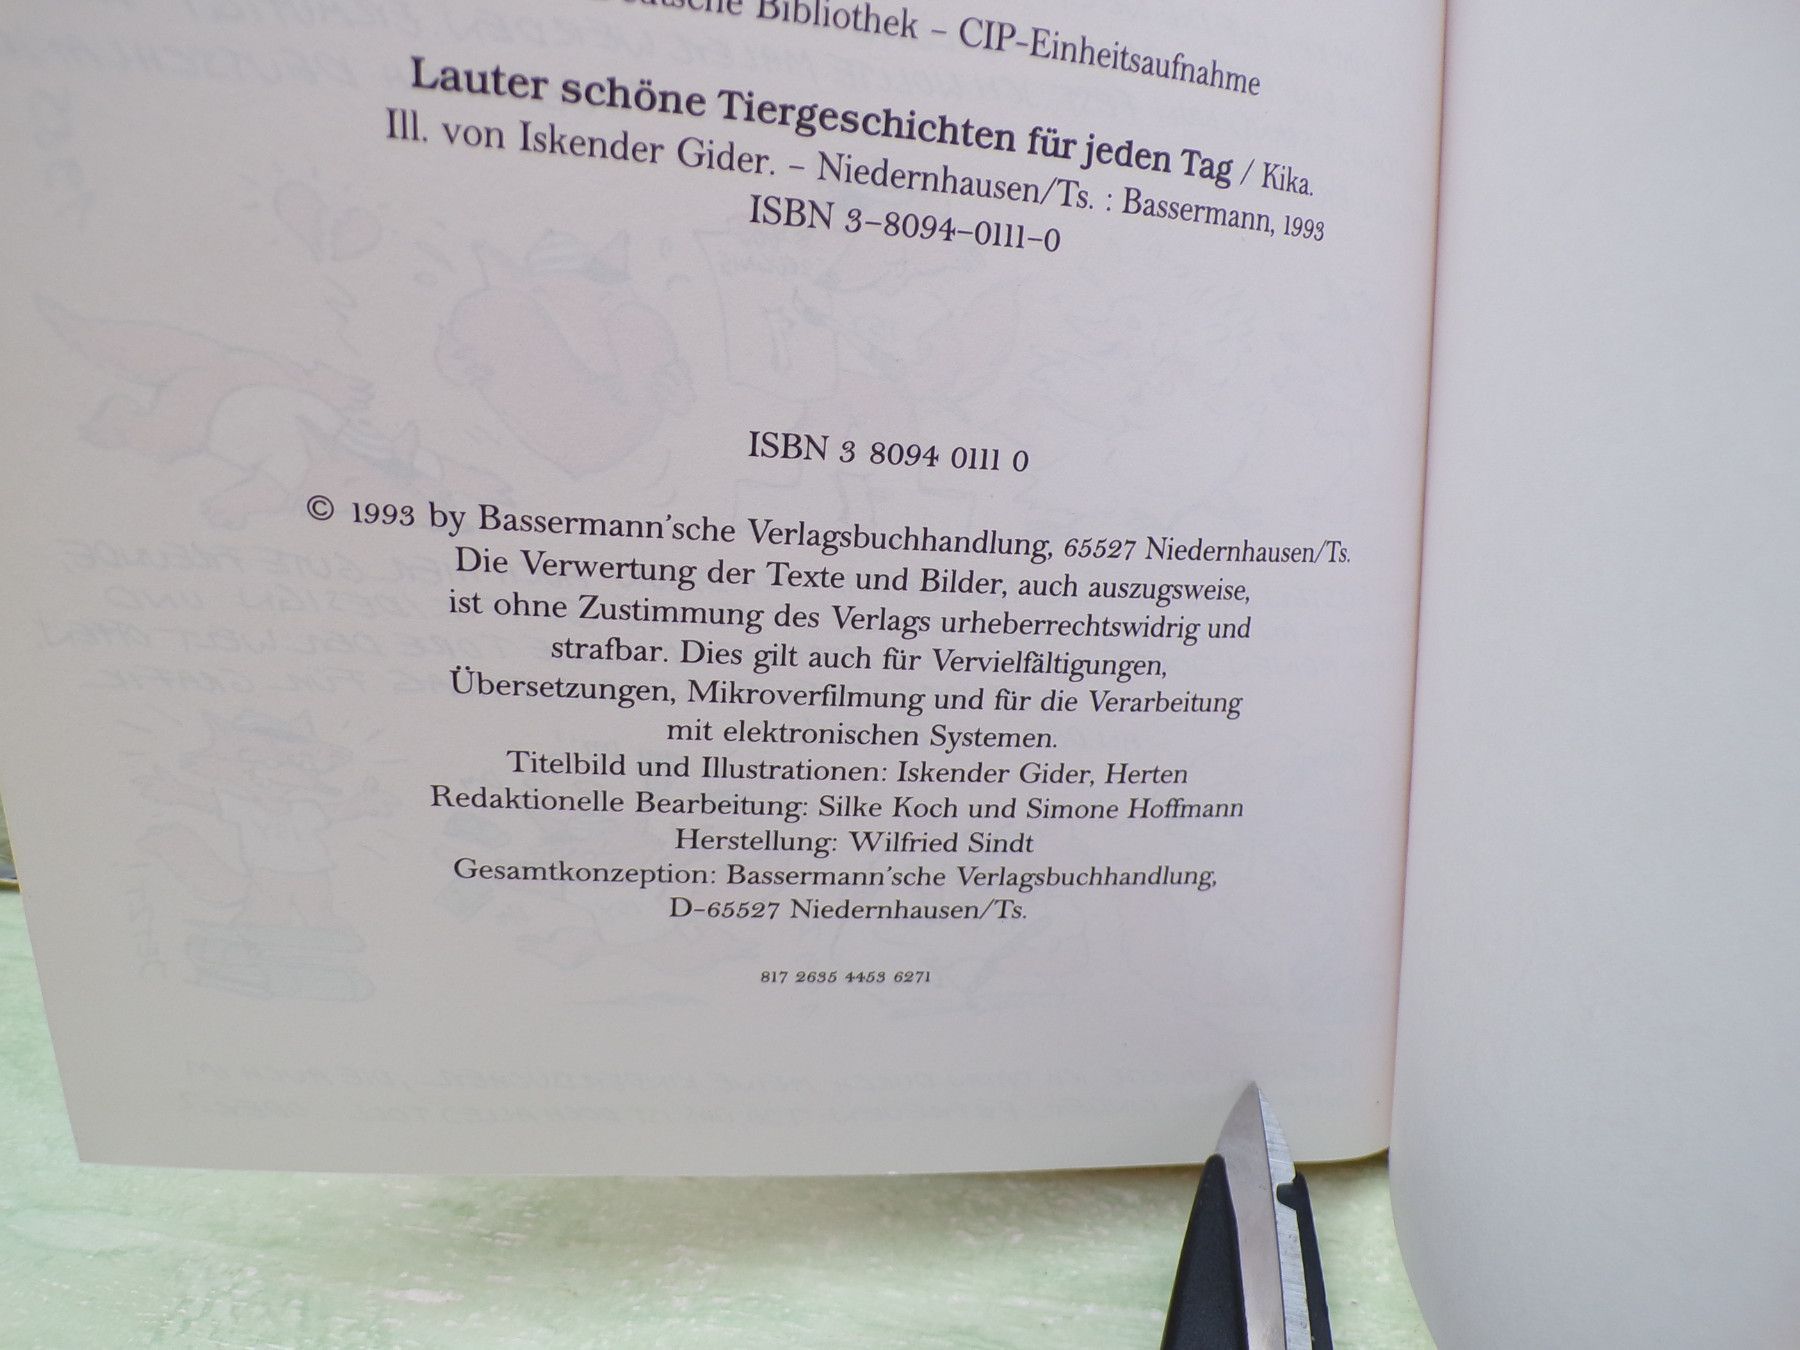 Deutsche Bibliothek – CIP-Einheitsaufnahme
Lauter schöne Tiergeschichten für jeden Tag / Kika.
Ill. von Iskender Gider. – Niedernhausen/Ts. : Bassermann, 1993
ISBN 3-8094-0111-0
ISBN 3 8094 0111 0
© 1993 by Bassermann'sche Verlagsbuchhandlung, 65527 Niedernhausen/Ts.
Die Verwertung der Texte und Bilder, auch auszugsweise,
ist ohne Zustimmung des Verlags urheberrechtswidrig und
strafbar. Dies gilt auch für Vervielfältigungen,
Übersetzungen, Mikroverfilmung und für die Verarbeitung
mit elektronischen Systemen.
Titelbild und Illustrationen: Iskender Gider, Herten
Redaktionelle Bearbeitung: Silke Koch und Simone Hoffmann
Herstellung: Wilfried Sindt
Gesamtkonzeption: Bassermann'sche Verlagsbuchhandlung,
D-65527 Niedernhausen/Ts.
817 2635 4453 6271